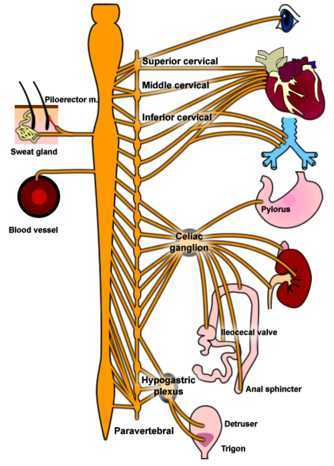 Superior cervical
Middle cervical
Piloerector m.
Inferior cervical
Sweat gland
Pylorus
Blood vessel
Celiac
ganglion
Ileocecal valve
Hypogastric
plexus
Anal sphincter
Paravertebral
Detruser
Trigon